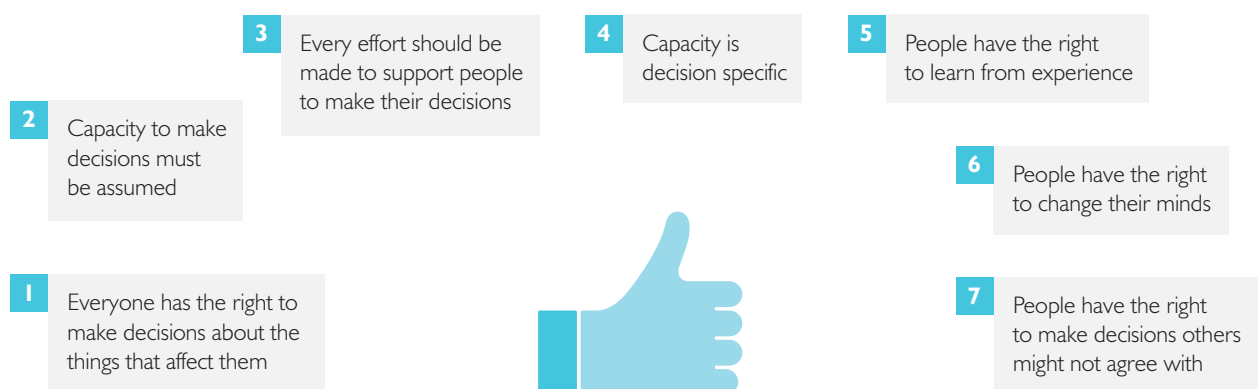 1
Everyone has the right to
make decisions about the
things that affect them
2
Capacity to make
decisions must
be assumed
3
Every effort should be
made to support people
to make their decisions
4
Capacity is
decision specific
5
People have the right
to learn from experience
6
People have the right
to change their minds
7
People have the right
to make decisions others
might not agree with